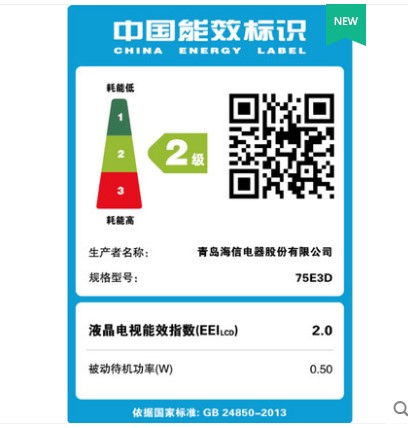 中国能效标识
NEW
CHINA ENERGY LABEL
耗能低
1
2
3
2级
耗能高
生产者名称: 青岛海信电器股份有限公司
规格型号: 75E3D
液晶电视能效指数(EEILCD) 2.0
被动待机功率(W) 0.50
依据国家标准: GB 24850-2013